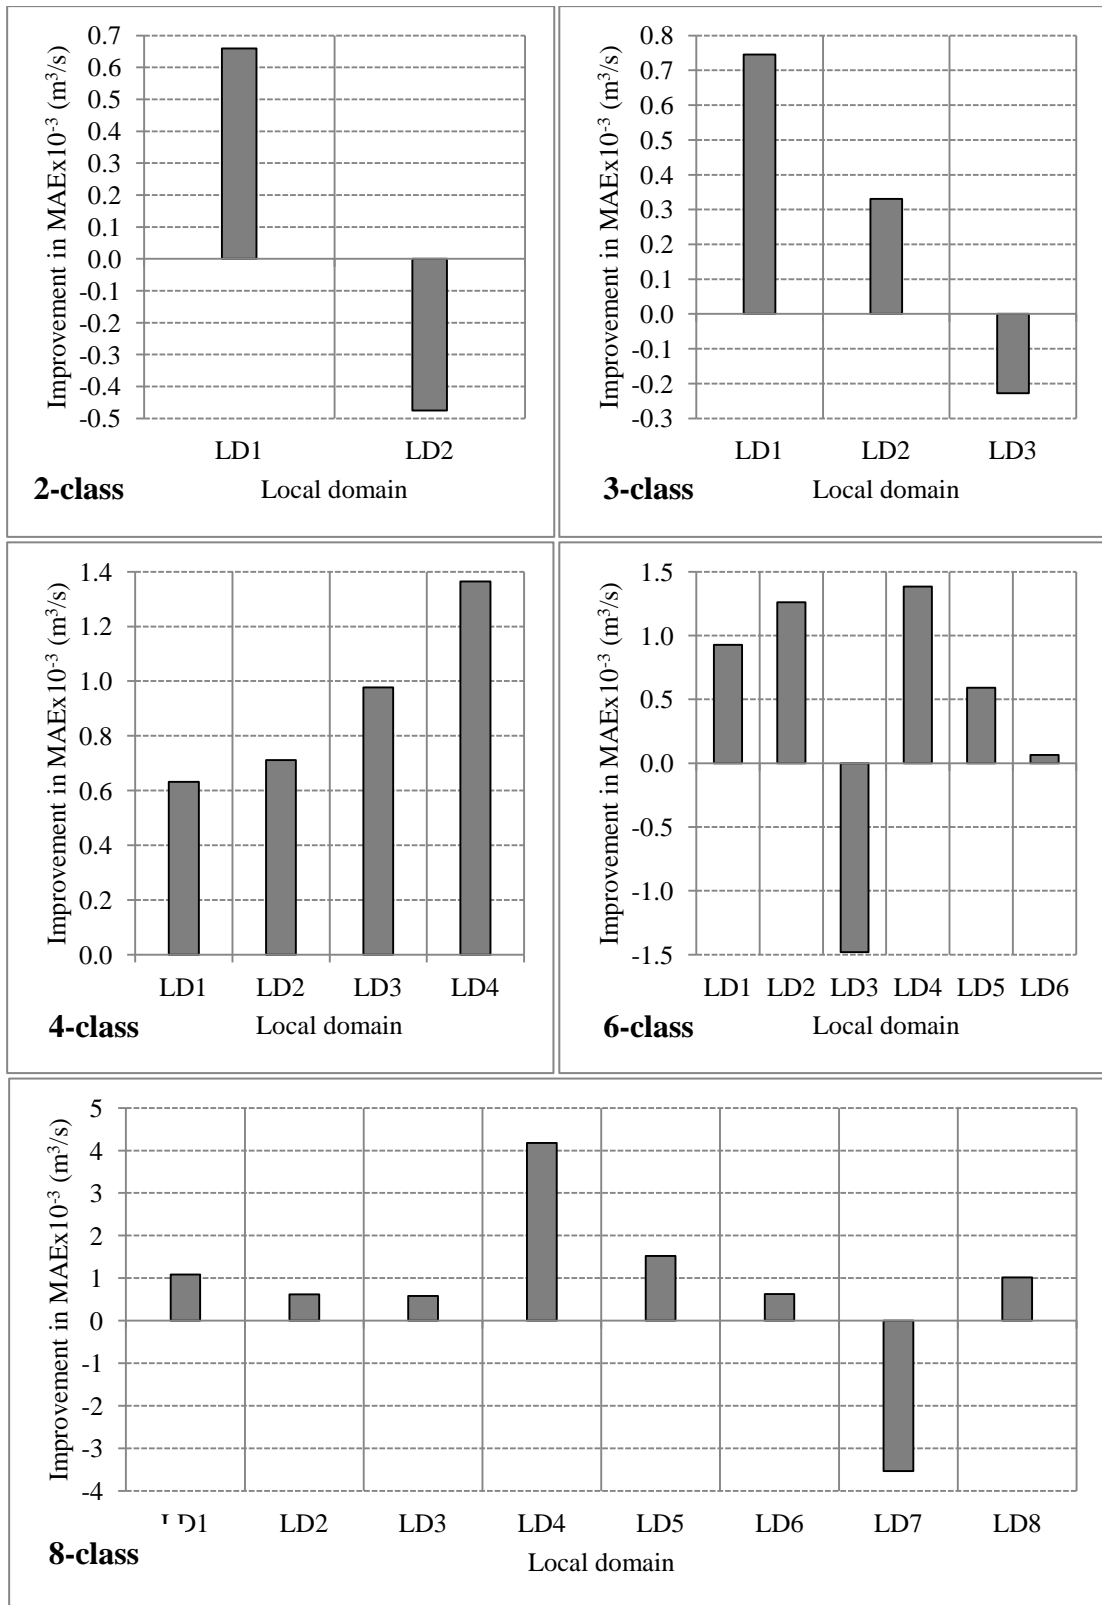 Improvement in MAEx10⁻³ (m³/s)
0.7
0.6
0.5
0.4
0.3
0.2
0.1
0.0
-0.1
-0.2
-0.3
-0.4
-0.5
LD1 LD2
2-class
Local domain
Improvement in MAEx10⁻³ (m³/s)
0.8
0.7
0.6
0.5
0.4
0.3
0.2
0.1
0.0
-0.1
-0.2
-0.3
LD1 LD2 LD3
3-class
Local domain
Improvement in MAEx10⁻³ (m³/s)
1.4
1.2
1.0
0.8
0.6
0.4
0.2
0.0
LD1 LD2 LD3 LD4
4-class
Local domain
Improvement in MAEx10⁻³ (m³/s)
1.5
1.0
0.5
0.0
-0.5
-1.0
-1.5
LD1 LD2 LD3 LD4 LD5 LD6
6-class
Local domain
Improvement in MAEx10⁻³ (m³/s)
5
4
3
2
1
0
-1
-2
-3
-4
LD1 LD2 LD3 LD4 LD5 LD6 LD7 LD8
8-class
Local domain